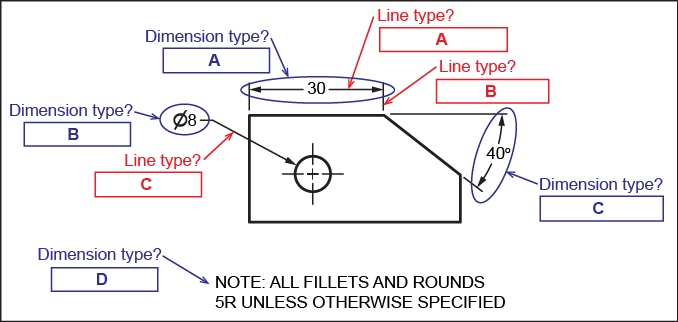 Line type?
A
Dimension type?
A
Line type?
B
30
Dimension type?
B
Ø8
Line type?
C
40°
Dimension type?
C
Dimension type?
D
NOTE: ALL FILLETS AND ROUNDS
5R UNLESS OTHERWISE SPECIFIED